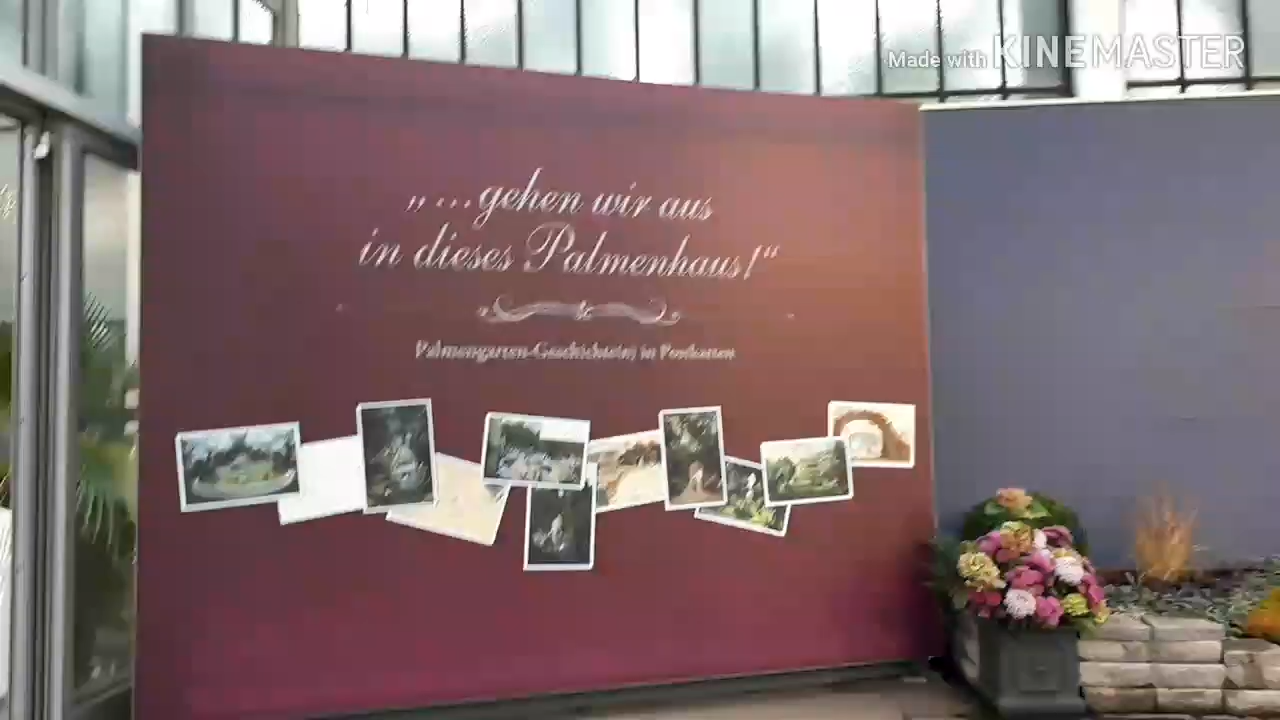 Made with KINEMASTER
„ ...gehen wir aus
in dieses Palmenhaus!“
Palmengarten-Geschichte(n) in Postkarten